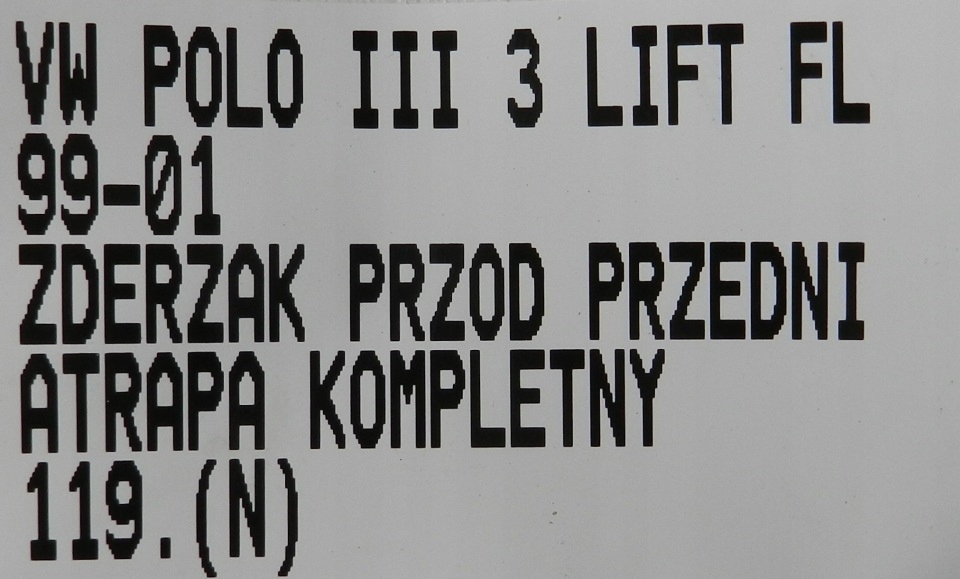 VW POLO III 3 LIFT FL
99-01
ZDERZAK PRZOD PRZEDNI
ATRAPA KOMPLETNY
119.(N)